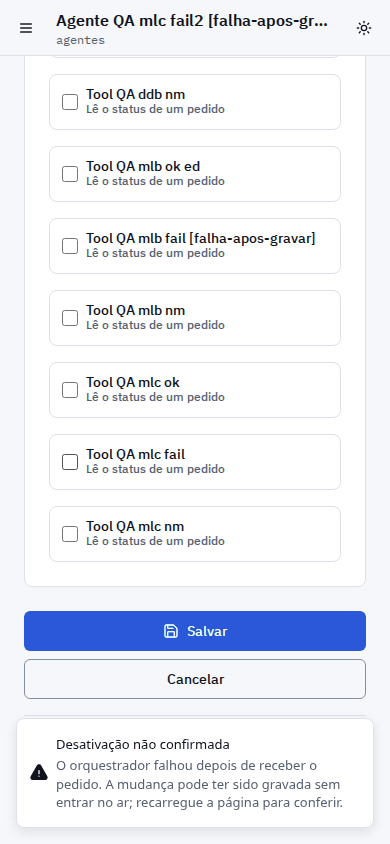 Agente QA mlc fail2 [falha-apos-gr...
agentes
Tool QA ddb nm
Lê o status de um pedido
Tool QA mlb ok ed
Lê o status de um pedido
Tool QA mlb fail [falha-apos-gravar]
Lê o status de um pedido
Tool QA mlb nm
Lê o status de um pedido
Tool QA mlc ok
Lê o status de um pedido
Tool QA mlc fail
Lê o status de um pedido
Tool QA mlc nm
Lê o status de um pedido
Salvar
Cancelar
Desativação não confirmada
O orquestrador falhou depois de receber o
pedido. A mudança pode ter sido gravada sem
entrar no ar; recarregue a página para conferir.